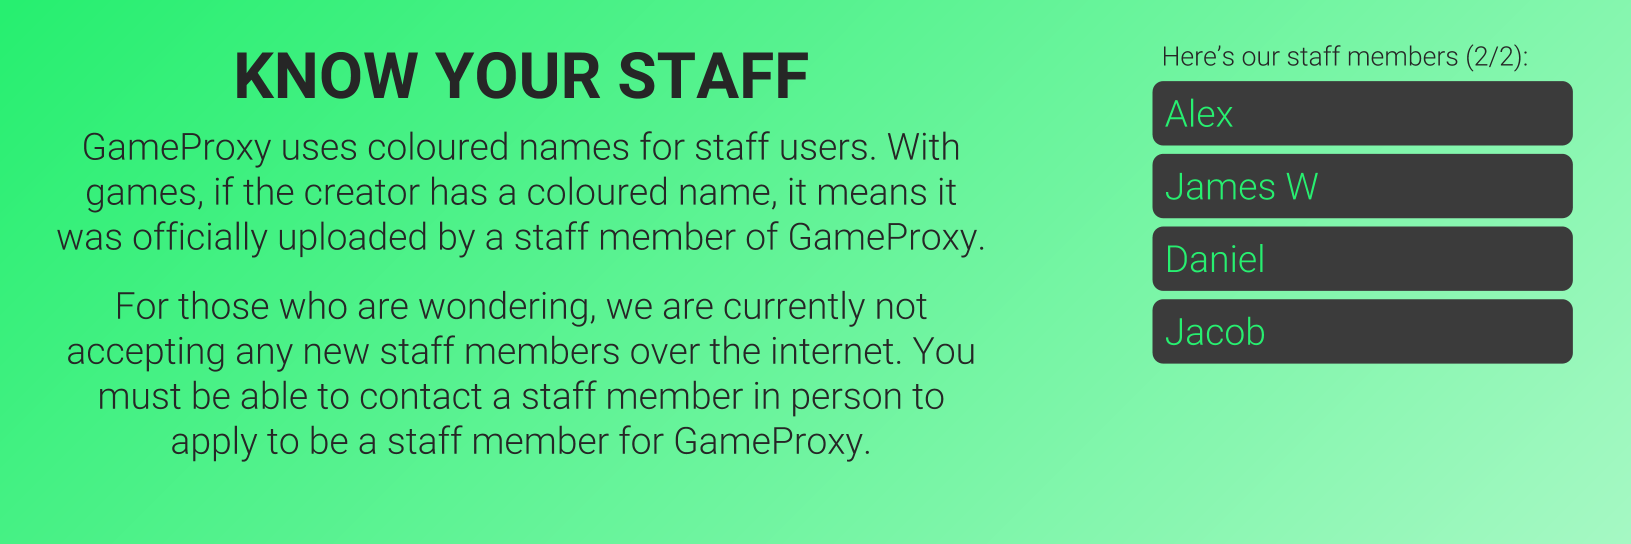 KNOW YOUR STAFF
GameProxy uses coloured names for staff users. With
games, if the creator has a coloured name, it means it
was officially uploaded by a staff member of GameProxy.
For those who are wondering, we are currently not
accepting any new staff members over the internet. You
must be able to contact a staff member in person to
apply to be a staff member for GameProxy.
Here’s our staff members (2/2):
Alex
James W
Daniel
Jacob